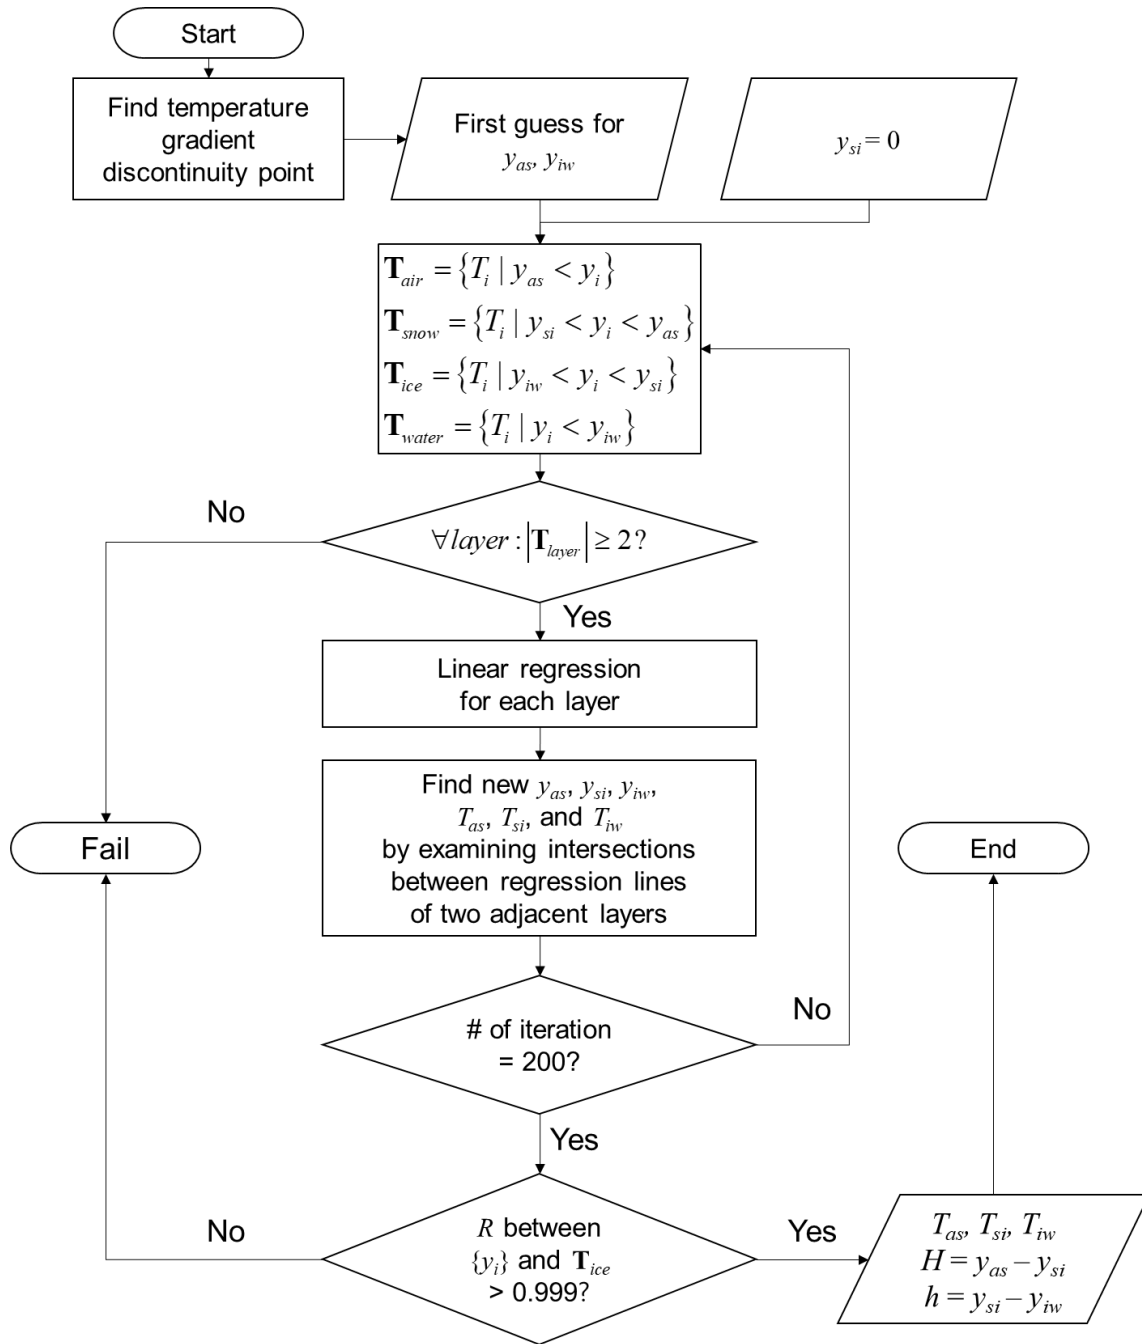 Start
Find temperature
gradient
discontinuity point
First guess for
y_as, y_iw
y_si = 0
T_air = {T_i | y_as < y_i}
T_snow = {T_i | y_si < y_i < y_as}
T_ice = {T_i | y_iw < y_i < y_si}
T_water = {T_i | y_i < y_iw}
No
∀layer : |T_layer| ≥ 2?
Yes
Linear regression
for each layer
Find new y_as, y_si, y_iw,
T_as, T_si, and T_iw
by examining intersections
between regression lines
of two adjacent layers
Fail
End
# of iteration
= 200?
No
Yes
No
R between
{y_i} and T_ice
> 0.999?
Yes
T_as, T_si, T_iw
H = y_as – y_si
h = y_si – y_iw